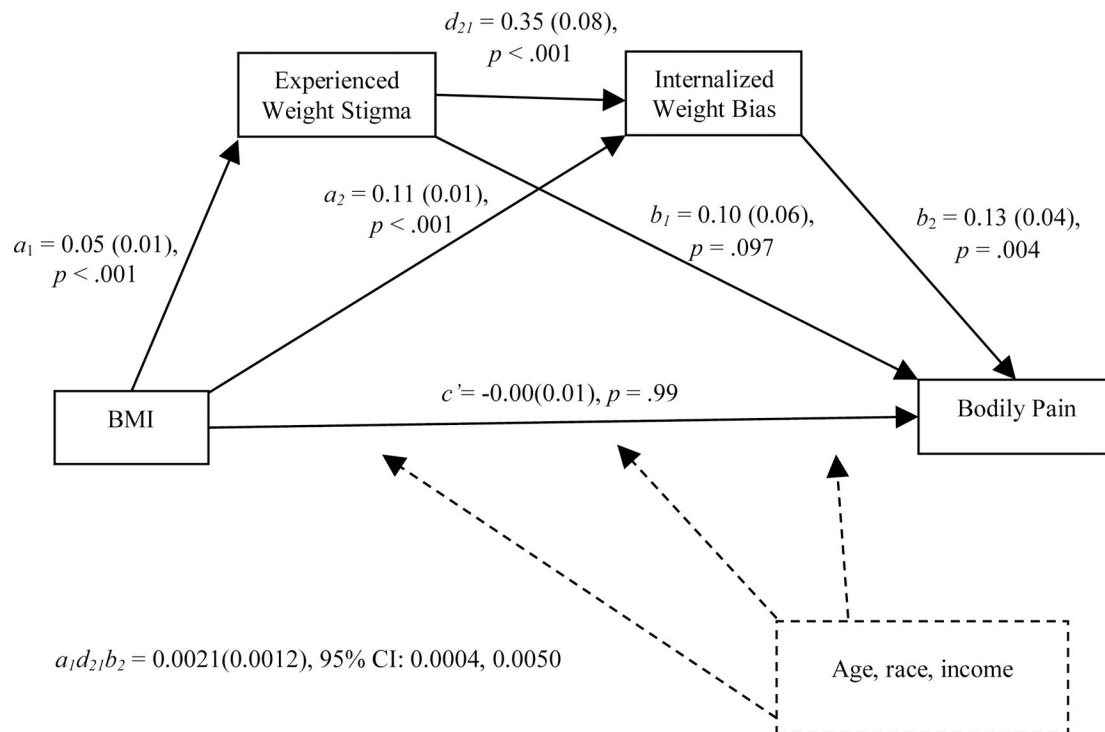 d21 = 0.35 (0.08),
p < .001
Experienced
Weight Stigma
Internalized
Weight Bias
a1 = 0.05 (0.01),
p < .001
a2 = 0.11 (0.01),
p < .001
b1 = 0.10 (0.06),
p = .097
b2 = 0.13 (0.04),
p = .004
BMI
c’= -0.00(0.01), p = .99
Bodily Pain
a1d21b2 = 0.0021(0.0012), 95% CI: 0.0004, 0.0050
Age, race, income